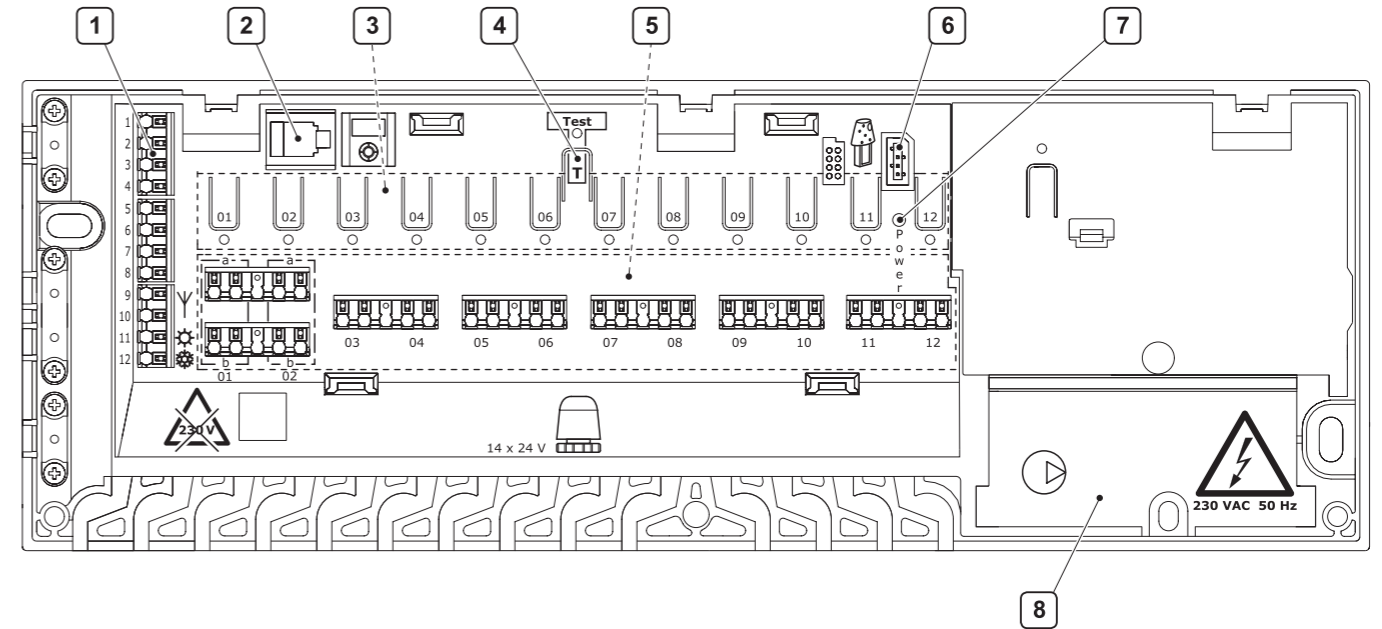 1 2 3 4 5 6 7
Test
T
1
2
3
4
5
6
7
8
9
10
11
12
01 02 03 04 05 06 07 08 09 10 11 12
Power
a a
b b
01 02
03 04 05 06 07 08 09 10 11 12
230 V
14 x 24 V
230 VAC 50 Hz
8